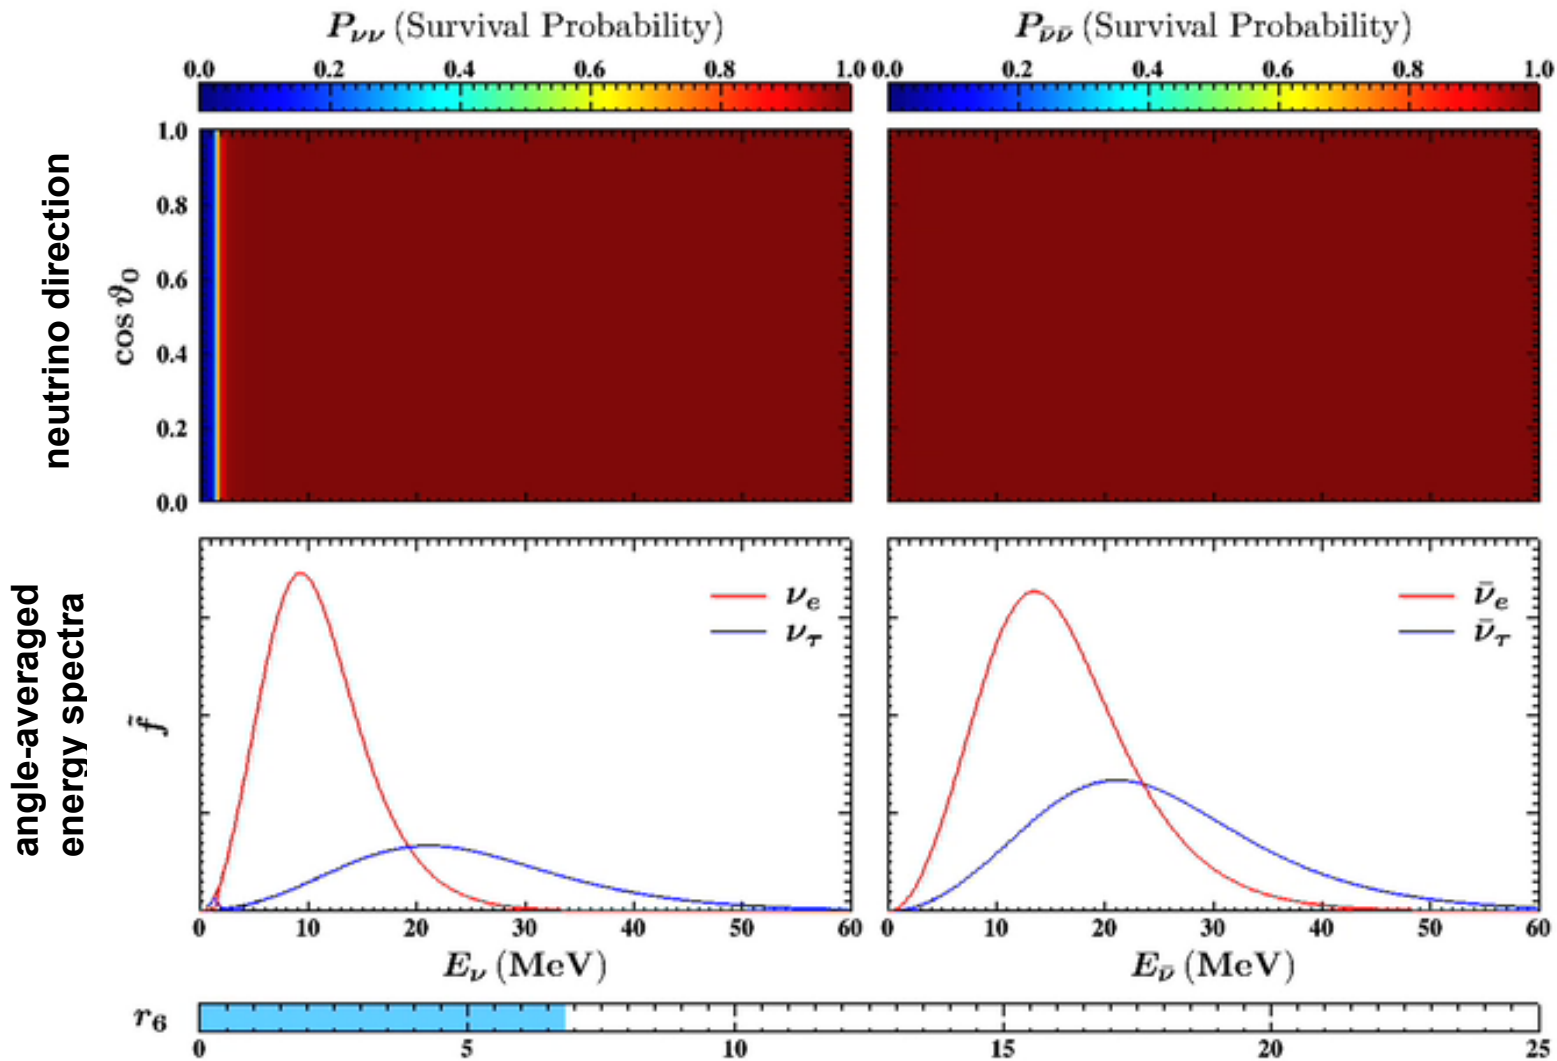 P_νν (Survival Probability) P_ν̄ν̄ (Survival Probability)
0.0 0.2 0.4 0.6 0.8 1.0 0.0 0.2 0.4 0.6 0.8 1.0
neutrino direction
cos ϑ₀
1.0
0.8
0.6
0.4
0.2
0.0
angle-averaged
energy spectra
f̃
ν_e ν̄_e
ν_τ ν̄_τ
0 10 20 30 40 50 60 0 10 20 30 40 50 60
E_ν (MeV) E_ν̄ (MeV)
r₆
0 5 10 15 20 25